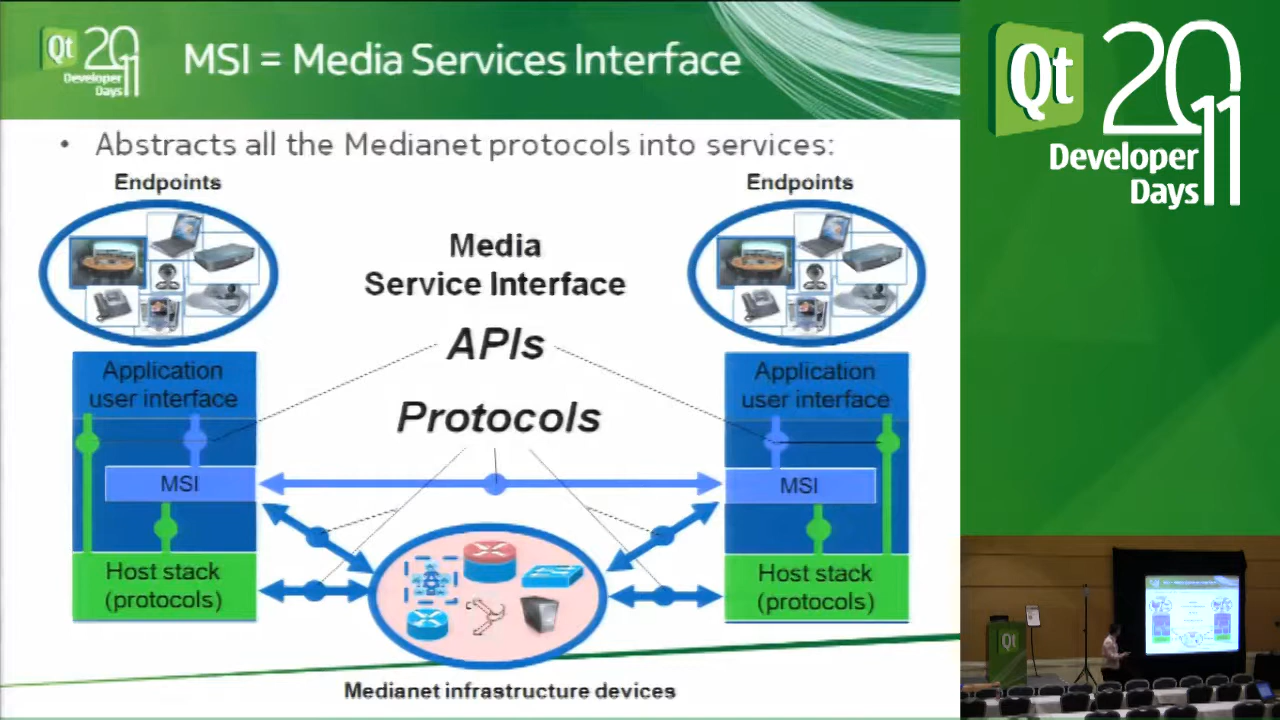 Qt 2011
Developer
Days
MSI = Media Services Interface
• Abstracts all the Medianet protocols into services:
Endpoints
Endpoints
Media
Service Interface
APIs
Protocols
Application
user interface
MSI
Host stack
(protocols)
Application
user interface
MSI
Host stack
(protocols)
Medianet infrastructure devices
Qt 2011
Developer
Days
Qt